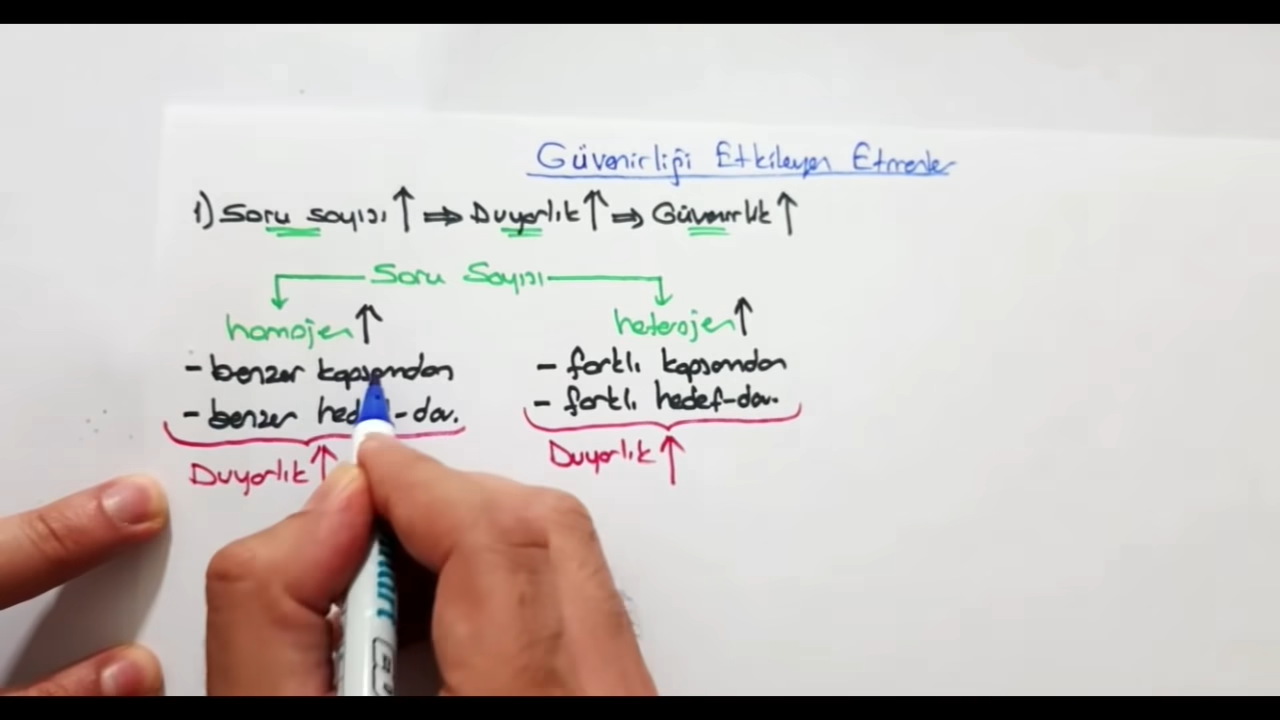 Güvenirliği Etkileyen Etmenler
1) Soru sayısı ↑ ⇒ Duyarlık ↑ ⇒ Güvenirlik ↑
Soru Sayısı
homojen ↑ heterojen ↑
- benzer kapsamdan - farklı kapsamdan
- benzer hedef-dav. - farklı hedef-dav.
Duyarlık ↑ Duyarlık ↑